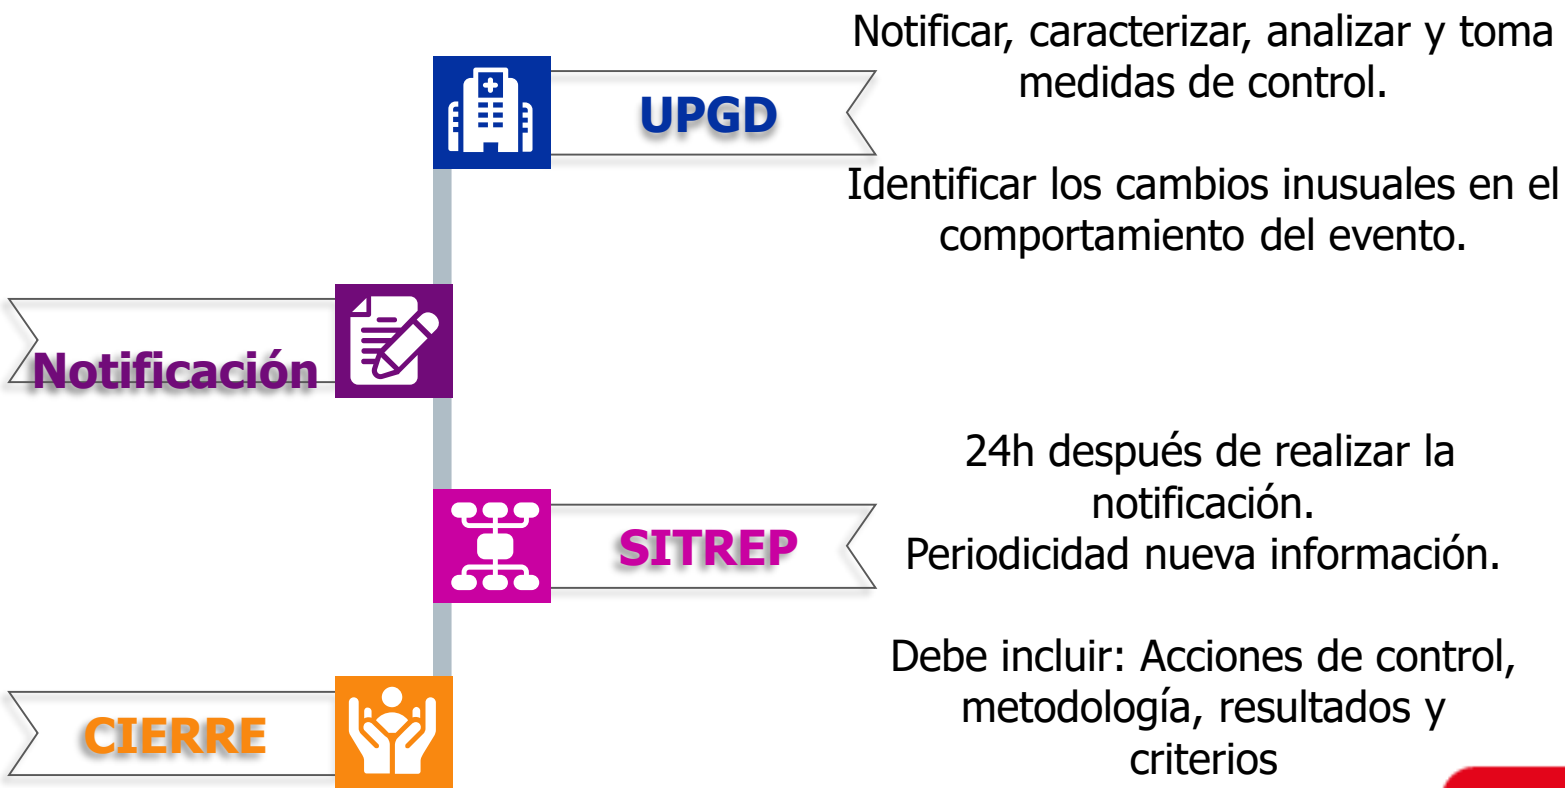 Notificar, caracterizar, analizar y toma
medidas de control.
UPGD
Identificar los cambios inusuales en el
comportamiento del evento.
Notificación
24h después de realizar la
notificación.
SITREP
Periodicidad nueva información.
Debe incluir: Acciones de control,
metodología, resultados y
criterios
CIERRE